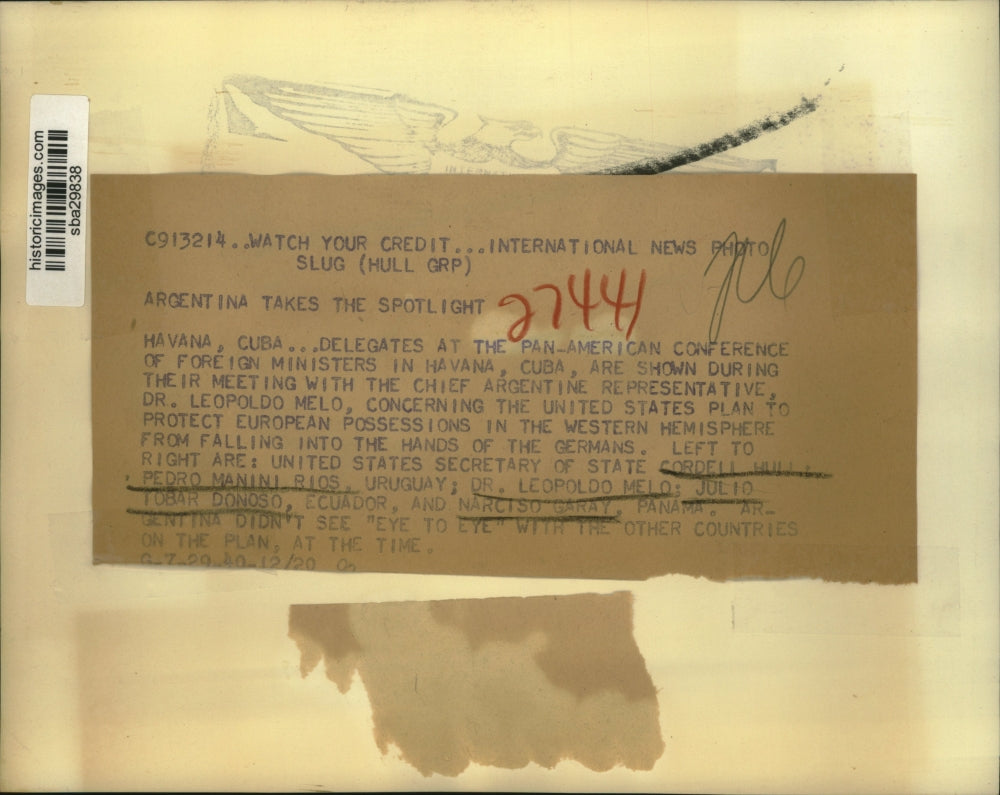 historicimages.com
sba29838
C913214..WATCH YOUR CREDIT...INTERNATIONAL NEWS PHOTO
SLUG (HULL GRP)
ARGENTINA TAKES THE SPOTLIGHT
27441
HAVANA, CUBA...DELEGATES AT THE PAN-AMERICAN CONFERENCE
OF FOREIGN MINISTERS IN HAVANA, CUBA, ARE SHOWN DURING
THEIR MEETING WITH THE CHIEF ARGENTINE REPRESENTATIVE,
DR. LEOPOLDO MELO, CONCERNING THE UNITED STATES PLAN TO
PROTECT EUROPEAN POSSESSIONS IN THE WESTERN HEMISPHERE
FROM FALLING INTO THE HANDS OF THE GERMANS. LEFT TO
RIGHT ARE: UNITED STATES SECRETARY OF STATE CORDELL HULL;
PEDRO MANINI RIOS, URUGUAY; DR. LEOPOLDO MELO; JULIO
TOBAR DONOSO, ECUADOR, AND NARCISO GARAY, PANAMA. AR-
GENTINA DIDN'T SEE "EYE TO EYE" WITH THE OTHER COUNTRIES
ON THE PLAN, AT THE TIME.
G-7-29-40-12/20